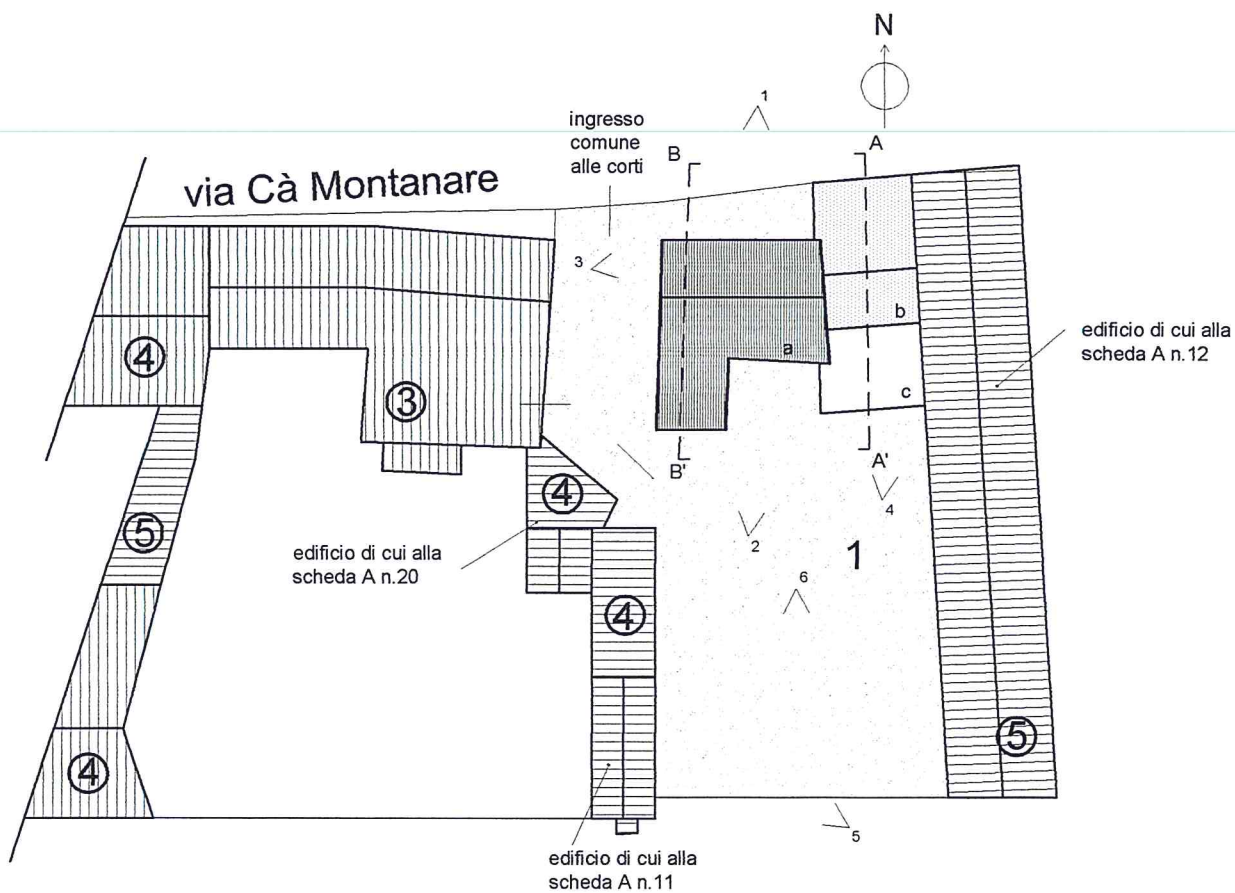 N
1
ingresso
comune
alle corti
B
A
via Cà Montanare
3
b
edificio di cui alla
scheda A n.12
4
a
c
3
B'
A'
4
4
2
1
5
edificio di cui alla
scheda A n.20
6
4
5
4
5
edificio di cui alla
scheda A n.11